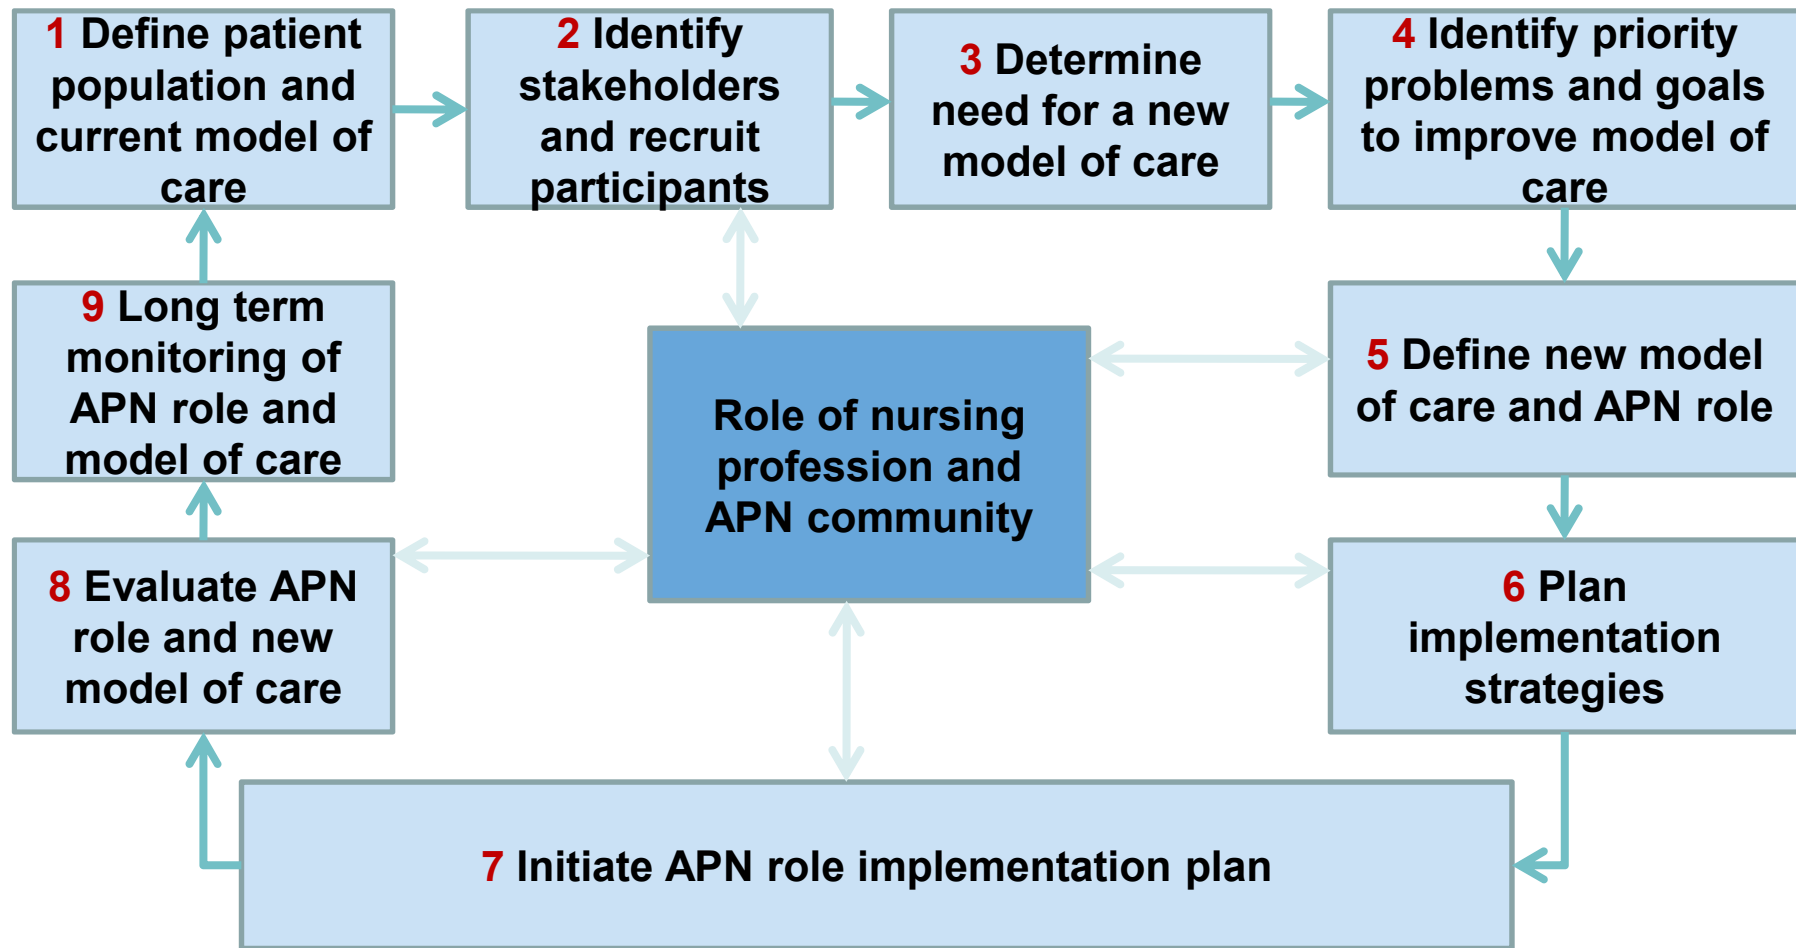 1 Define patient
population and
current model of
care
2 Identify
stakeholders
and recruit
participants
3 Determine
need for a new
model of care
4 Identify priority
problems and goals
to improve model of
care
5 Define new model
of care and APN role
6 Plan
implementation
strategies
7 Initiate APN role implementation plan
8 Evaluate APN
role and new
model of care
9 Long term
monitoring of
APN role and
model of care
Role of nursing
profession and
APN community